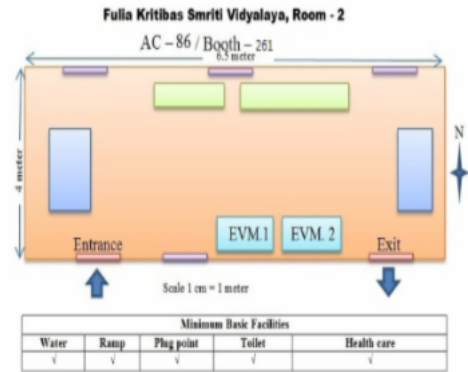 Fulia Kritibas Smriti Vidyalaya, Room - 2
AC – 86 / Booth – 261
6.5 meter
4 meter
N
EVM.1 EVM. 2
Entrance Exit
Scale 1 cm = 1 meter
Minimum Basic Facilities
Water Ramp Plug point Toilet Health care
√ √ √ √ √